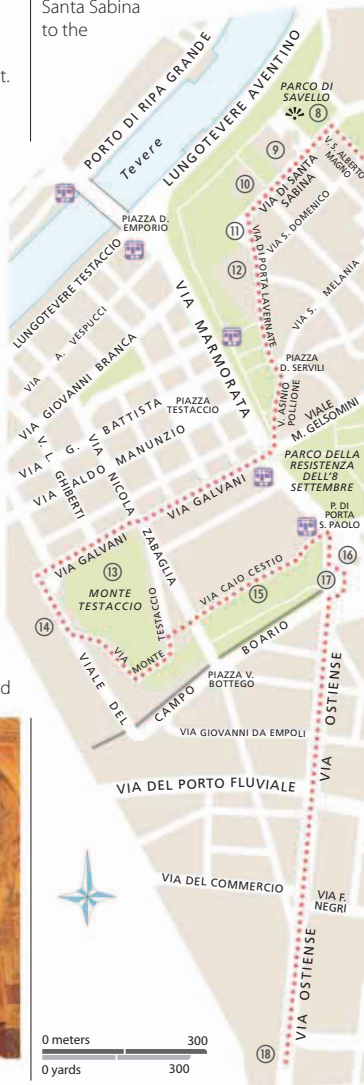 Santa Sabina
to the
t.
PORTO DI RIPA GRANDE
Tevere
LUNGOTEVERE AVENTINO
PARCO DI
SAVELLO
8
9
V. S. ALBERTO
MAGNO
10
VIA DI SANTA
SABINA
11
VIA S. DOMENICO
PIAZZA D.
EMPORIO
VIA DI PORTA LAVERNATE
12
VIA S. MELANIA
LUNGOTEVERE TESTACCIO
VIA A. VESPUCCI
VIA MARMORATA
VIA GIOVANNI BRANCA
PIAZZA
D. SERVILI
V. ASINIO
POLLIONE
VIALE
M. GELSOMINI
PIAZZA
TESTACCIO
VIA G. BATTISTA
V. L. GHIBERTI
VIA ALDO MANUZIO
PARCO DELLA
RESISTENZA
DELL'8
SETTEMBRE
VIA NICOLA ZABAGLIA
VIA GALVANI
P. DI
PORTA
S. PAOLO
VIA GALVANI
13
MONTE
TESTACCIO
VIA CAIO CESTIO
16
15
17
14
VIA MONTE TESTACCIO
VIALE DEL CAMPO BOARIO
PIAZZA V.
BOTTEGO
d
VIA GIOVANNI DA EMPOLI
VIA OSTIENSE
VIA DEL PORTO FLUVIALE
VIA DEL COMMERCIO
VIA F.
NEGRI
VIA OSTIENSE
0 meters 300
0 yards 300
18